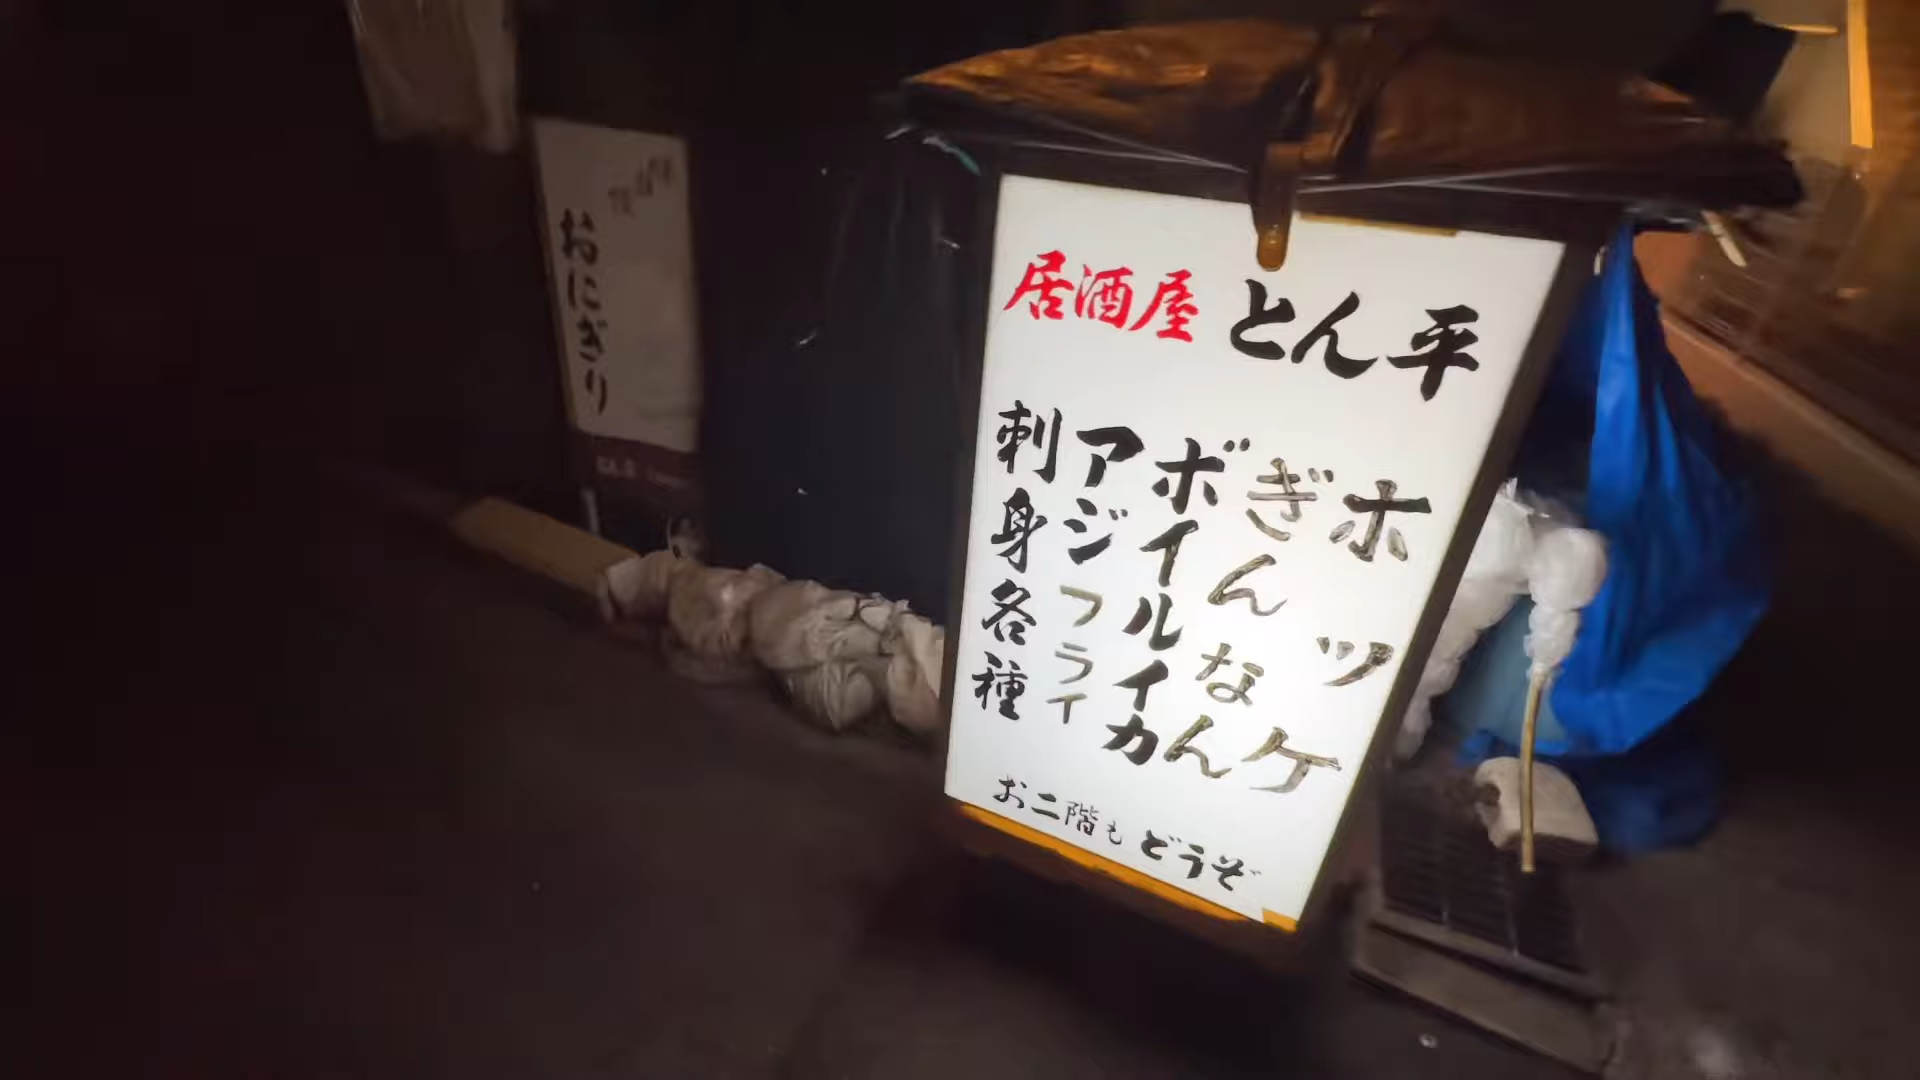 居酒屋 とん平
ホッケ
ぎんなん
ボイルイカ
アジフライ
刺身各種
お二階もどうぞ
おにぎり